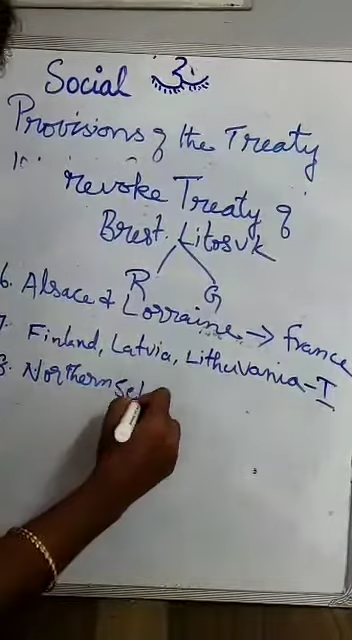 Social 3
Provisions of the Treaty
revoke Treaty of
Brest. Litosvk
R G
6. Alsace & Lorraine → France
7. Finland, Latvia, Lithuvania - I
8. Northern Sel